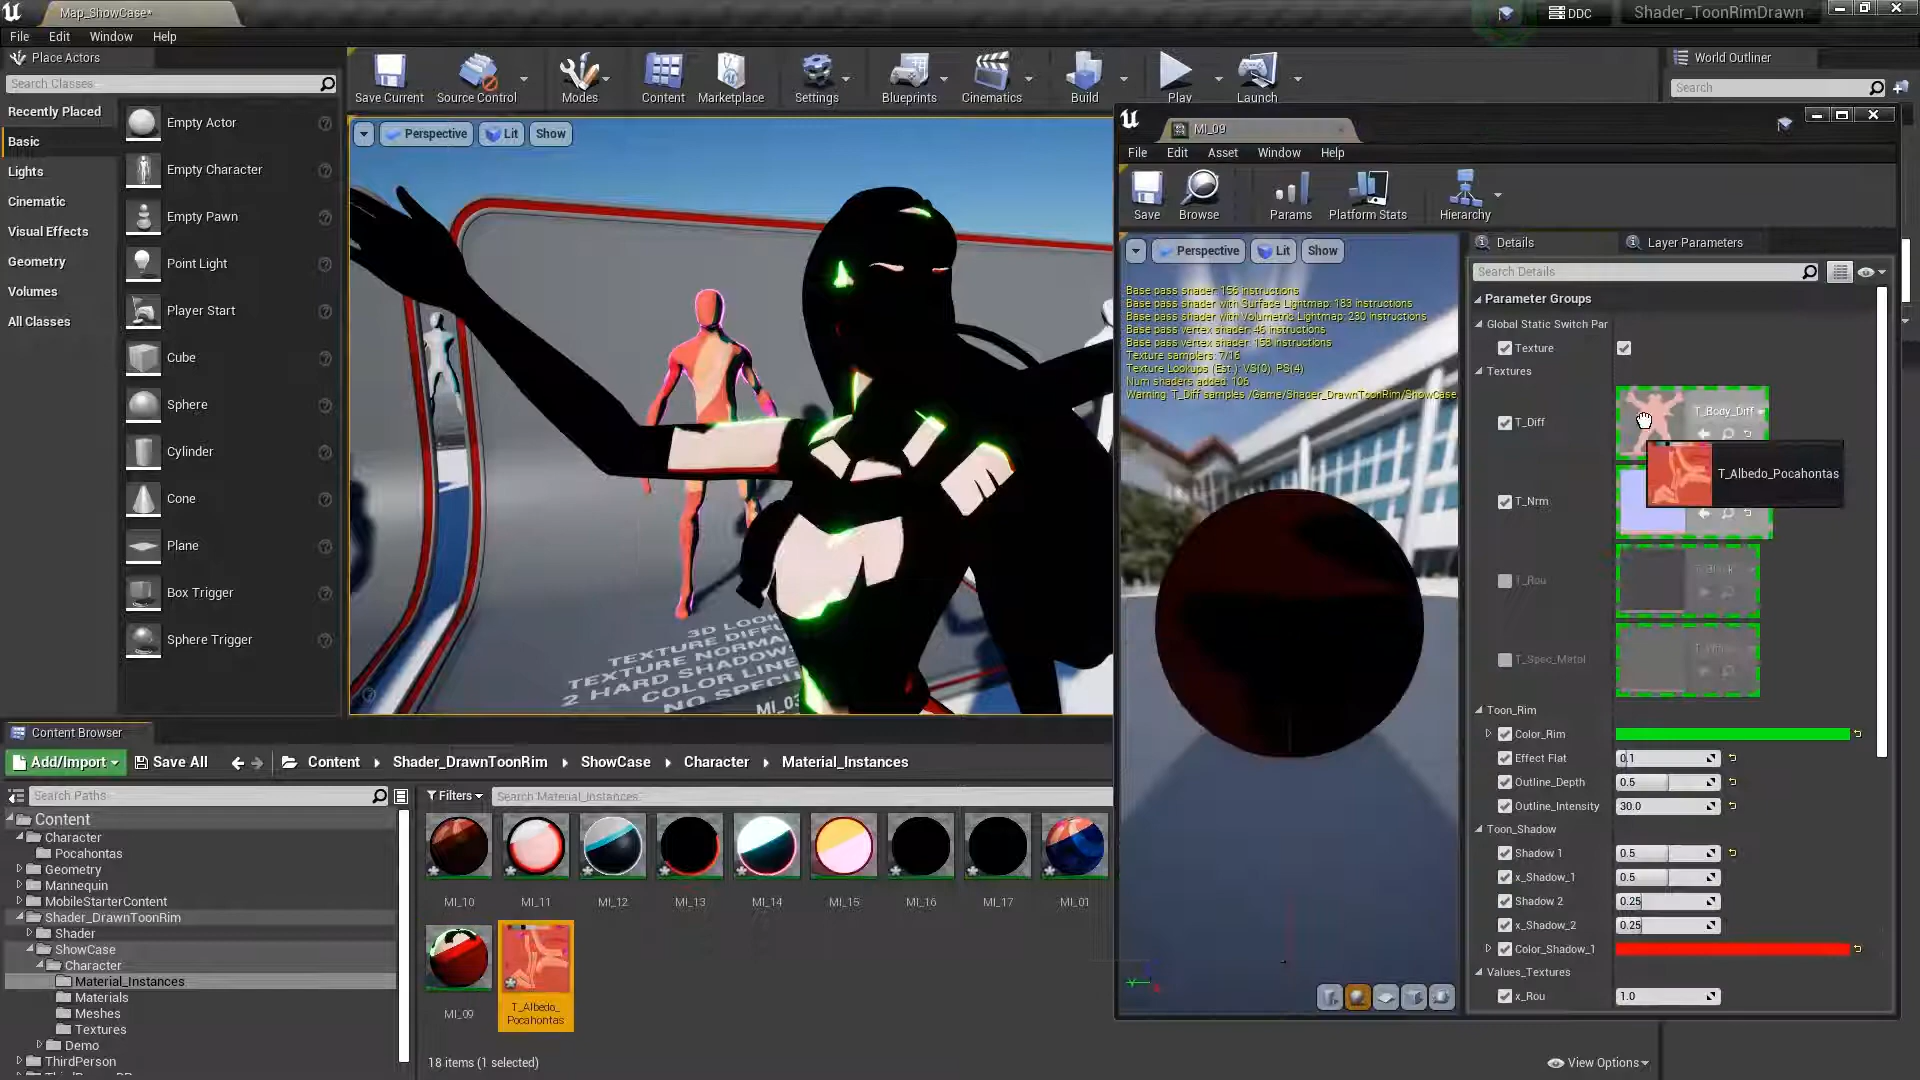 Map_ShowCase*
DDC
Shader_ToonRimDrawn
File Edit Window Help
Place Actors
Search Classes
Recently Placed
Basic
Lights
Cinematic
Visual Effects
Geometry
Volumes
All Classes
Empty Actor
Empty Character
Empty Pawn
Point Light
Player Start
Cube
Sphere
Cylinder
Cone
Plane
Box Trigger
Sphere Trigger
Save Current
Source Control
Modes
Content
Marketplace
Settings
Blueprints
Cinematics
Build
Play
Launch
World Outliner
Search
Perspective
Lit
Show
3D LOOK
TEXTURE DIFFU
TEXTURE NORMA
2 HARD SHADOW
COLOR LINE
NO SPECU
MI_03
MI_09
File Edit Asset Window Help
Save
Browse
Params
Platform Stats
Hierarchy
Perspective
Lit
Show
Base pass shader: 156 instructions
Base pass shader with Surface Lightmap: 183 instructions
Base pass shader with Volumetric Lightmap: 230 instructions
Base pass vertex shader: 46 instructions
Base pass vertex shader: 158 instructions
Texture samplers: 7/16
Texture Lookups (Est.): VS(0), PS(4)
Num shaders added: 106
Warning: T_Diff samples /Game/Shader_DrawnToonRim/ShowCase
Details
Layer Parameters
Search Details
Parameter Groups
Global Static Switch Par
Texture
Textures
T_Diff
T_Body_Diff
T_Albedo_Pocahontas
T_Nrm
T_Rou
T_Spec_Metal
Toon_Rim
Color_Rim
Effect Flat 0.1
Outline_Depth 0.5
Outline_Intensity 30.0
Toon_Shadow
Shadow 1 0.5
x_Shadow_1 0.5
Shadow 2 0.25
x_Shadow_2 0.25
Color_Shadow_1
Values_Textures
x_Rou 1.0
Content Browser
Add/Import
Save All
Content
Shader_DrawnToonRim
ShowCase
Character
Material_Instances
Search Paths
Filters
Search Material_Instances
Content
Character
Pocahontas
Geometry
Mannequin
MobileStarterContent
Shader_DrawnToonRim
Shader
ShowCase
Character
Material_Instances
Materials
Meshes
Textures
Demo
ThirdPerson
MI_10
MI_11
MI_12
MI_13
MI_14
MI_15
MI_16
MI_17
MI_01
MI_09
T_Albedo_
Pocahontas
18 items (1 selected)
View Options